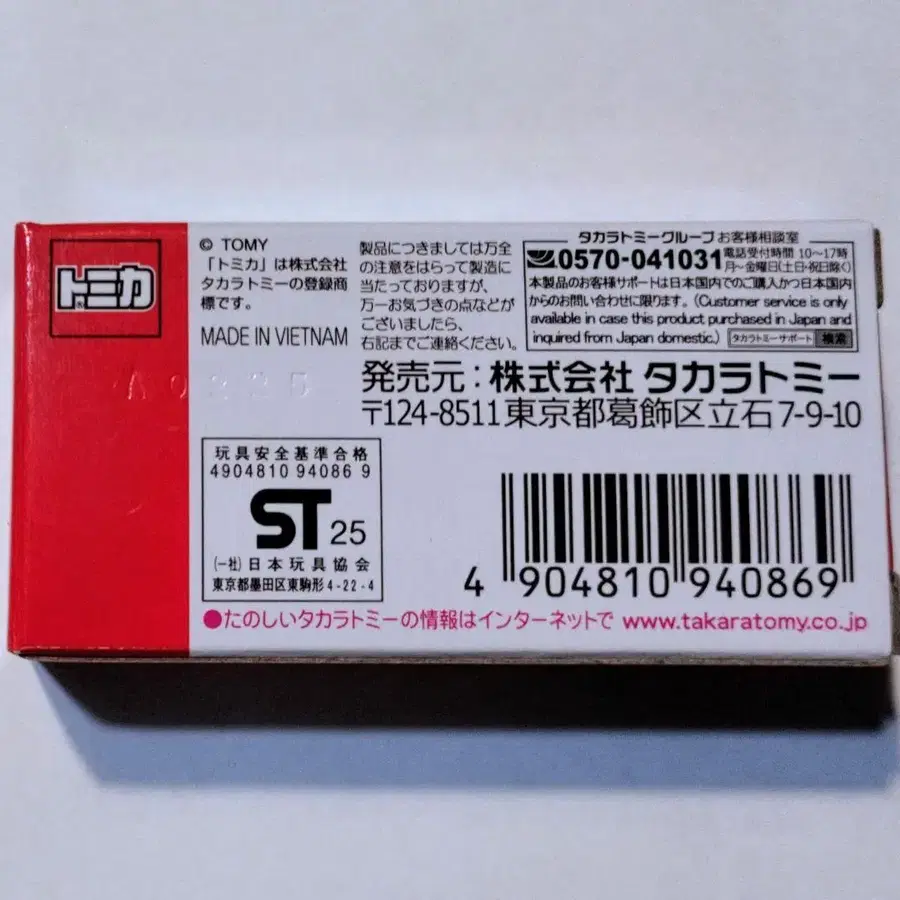 トミカ
®
© TOMY
「トミカ」は株式会社
タカラトミーの登録商
標です。
MADE IN VIETNAM
製品につきましては万全
の注意をはらって製造に
当たっておりますが、
万一お気づきの点などが
ございましたら、
右記までご連絡ください。
タカラトミーグループ お客様相談室
0570-041031 電話受付時間 10〜17時
月〜金曜日(土日・祝日除く)
本製品のお客様サポートは日本国内でのご購入かつ日本国内
からのお問い合わせに限ります。(Customer service is only
available in case this product purchased in Japan and
inquired from Japan domestic.) タカラトミーサポート 検索
発売元：株式会社 タカラトミー
〒124-8511東京都葛飾区立石7-9-10
玩具安全基準合格
4904810 94086 9
ST 25
(一社)日本玩具協会
東京都墨田区東駒形4-22-4
4 904810 940869
●たのしいタカラトミーの情報はインターネットで www.takaratomy.co.jp